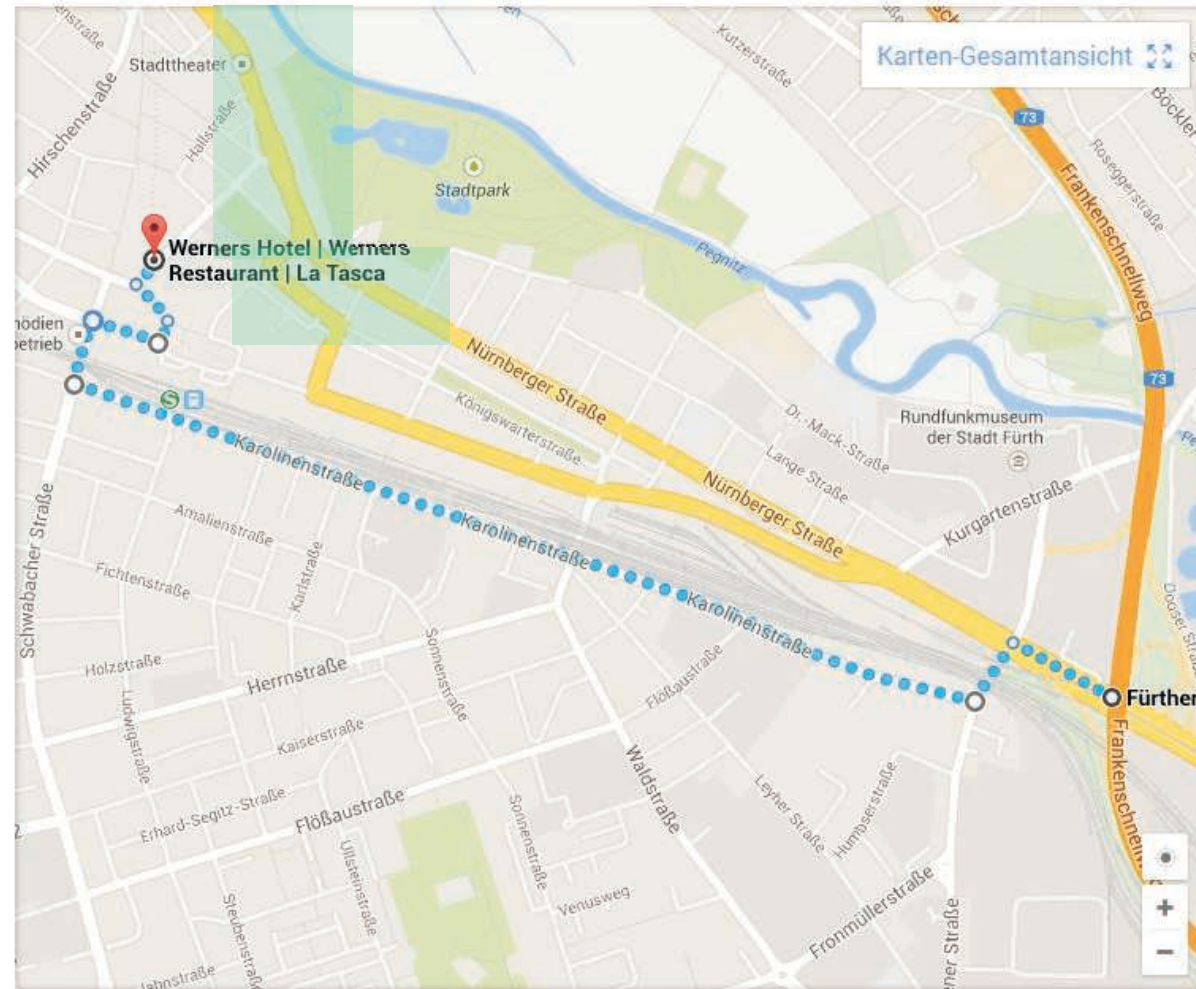 Karten-Gesamtansicht
Stadttheater
Kutzerstraße
Böckler
73
Hirschenstraße
Hallstraße
Stadtpark
Roseggerstraße
Frankenschnellweg
Werners Hotel | Werners
Restaurant | La Tasca
Pegnitz
73
Nürnberger Straße
Königswarterstraße
Dr.-Mack-Straße
Rundfunkmuseum
der Stadt Fürth
Lange Straße
S
Karolinenstraße
Nürnberger Straße
Kurgartenstraße
Schwabacher Straße
Amalienstraße
Karolinenstraße
Fichtenstraße
Karlstraße
Karolinenstraße
Holzstraße
Herrnstraße
Sonnenstraße
Flößaustraße
Fürther
Ludwigstraße
Kaiserstraße
Waldstraße
Leyher Straße
Humbserstraße
Erhard-Segitz-Straße
Flößaustraße
Sonnenstraße
Ullsteinstraße
Venusweg
Steubenstraße
Fronmüllerstraße